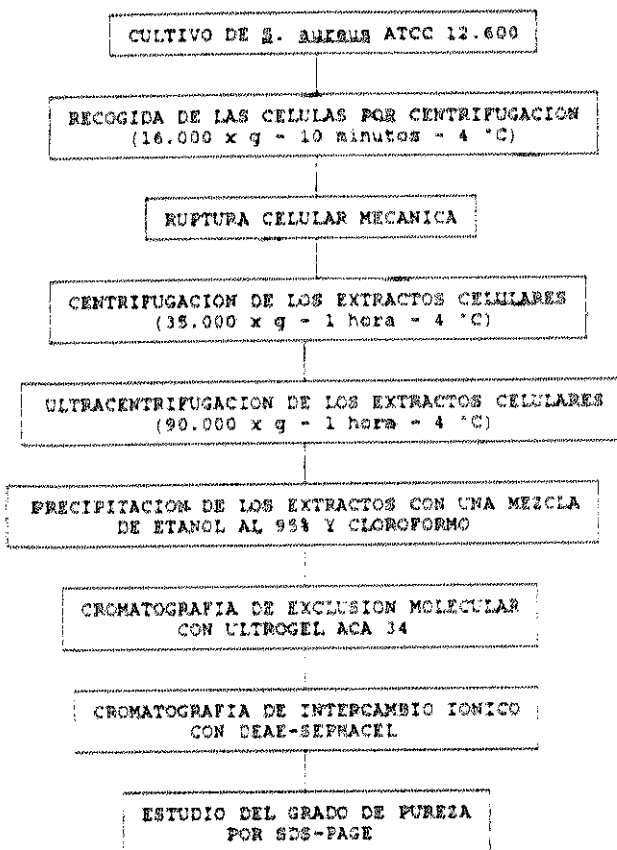 CULTIVO DE S. aureus ATCC 12.600
RECOGIDA DE LAS CELULAS POR CENTRIFUGACION
(16.000 x g - 10 minutos - 4 °C)
RUPTURA CELULAR MECANICA
CENTRIFUGACION DE LOS EXTRACTOS CELULARES
(35.000 x g - 1 hora - 4 °C)
ULTRACENTRIFUGACION DE LOS EXTRACTOS CELULARES
(90.000 x g - 1 hora - 4 °C)
PRECIPITACION DE LOS EXTRACTOS CON UNA MEZCLA
DE ETANOL AL 95% Y CLOROFORMO
CROMATOGRAFIA DE EXCLUSION MOLECULAR
CON ULTROGEL ACA 34
CROMATOGRAFIA DE INTERCAMBIO IONICO
CON DEAE-SEPHACEL
ESTUDIO DEL GRADO DE PUREZA
POR SDS-PAGE